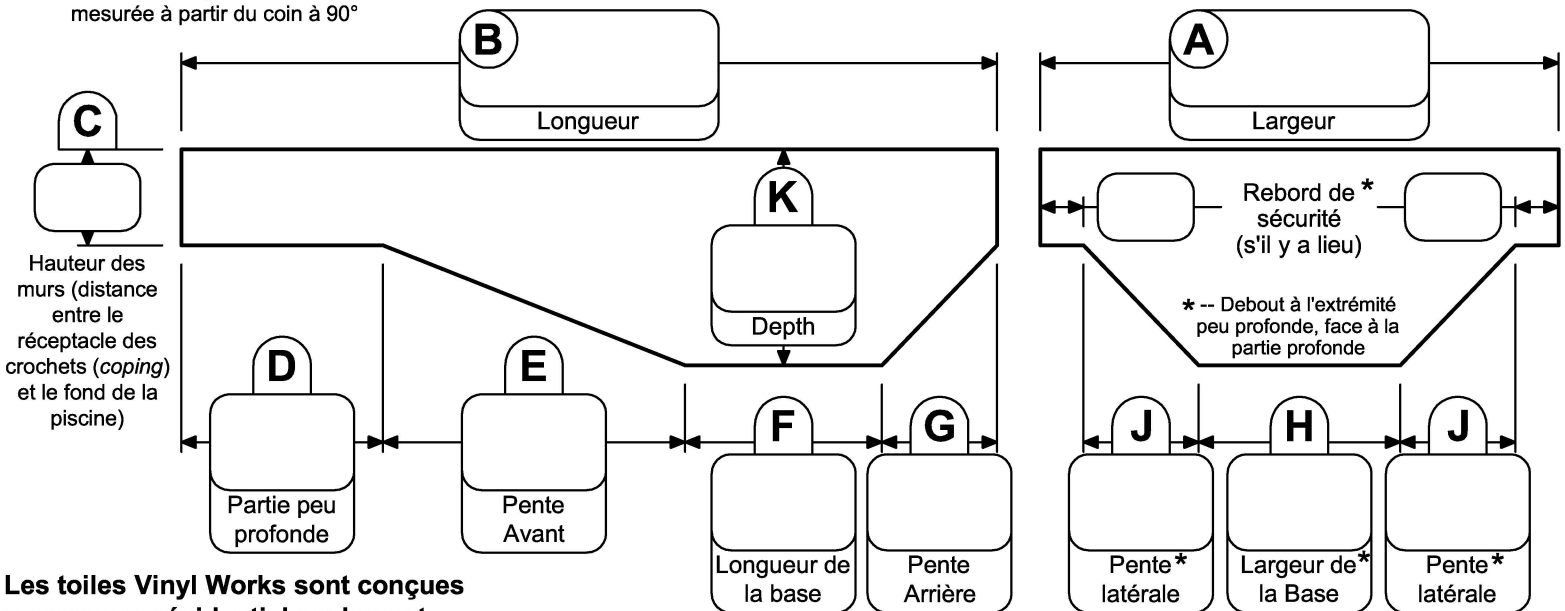 mesurée à partir du coin à 90°
B
Longueur
A
Largeur
C
Hauteur des
murs (distance
entre le
réceptacle des
crochets (coping)
et le fond de la
piscine)
K
Depth
Rebord de *
sécurité
(s'il y a lieu)
* -- Debout à l'extrémité
peu profonde, face à la
partie profonde
D
Partie peu
profonde
E
Pente
Avant
F
Longueur de
la base
G
Pente
Arrière
J
Pente*
latérale
H
Largeur de*
la Base
J
Pente*
latérale
Les toiles Vinyl Works sont conçues